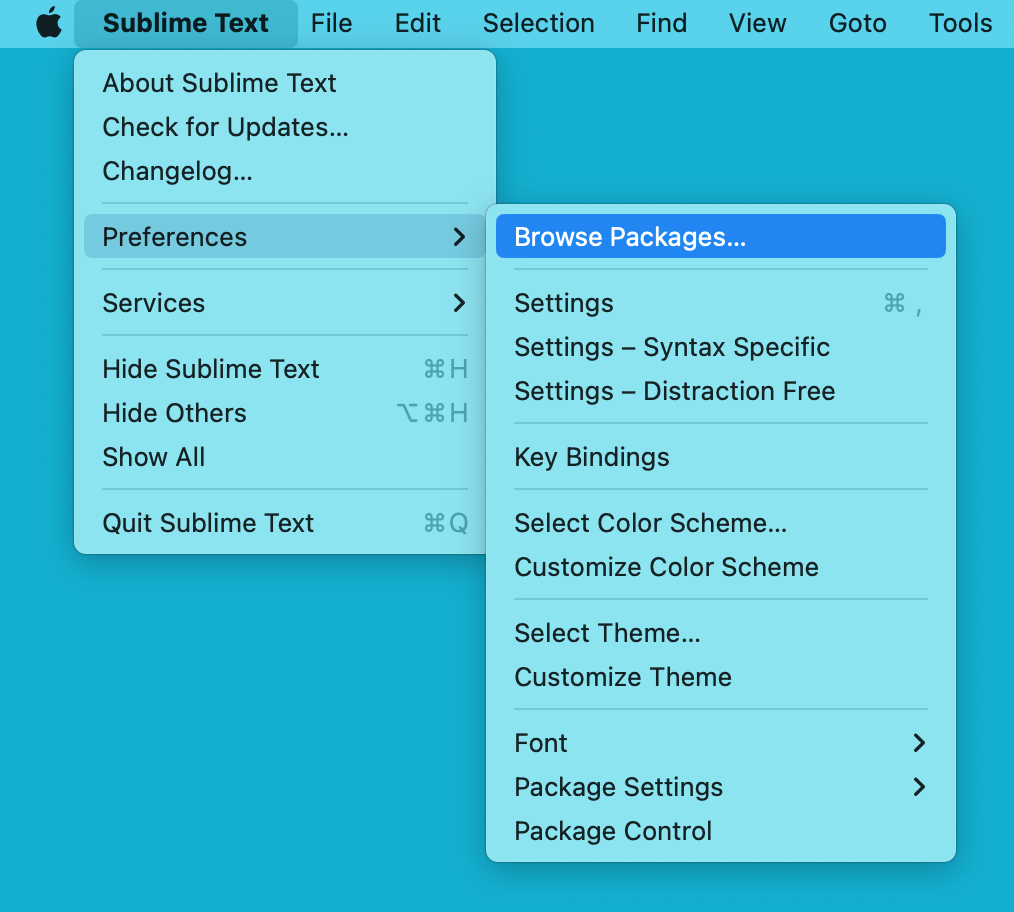 Sublime Text File Edit Selection Find View Goto Tools
About Sublime Text
Check for Updates...
Changelog...
Preferences
Services
Hide Sublime Text ⌘H
Hide Others ⌥⌘H
Show All
Quit Sublime Text ⌘Q
Browse Packages...
Settings ⌘ ,
Settings – Syntax Specific
Settings – Distraction Free
Key Bindings
Select Color Scheme...
Customize Color Scheme
Select Theme...
Customize Theme
Font
Package Settings
Package Control